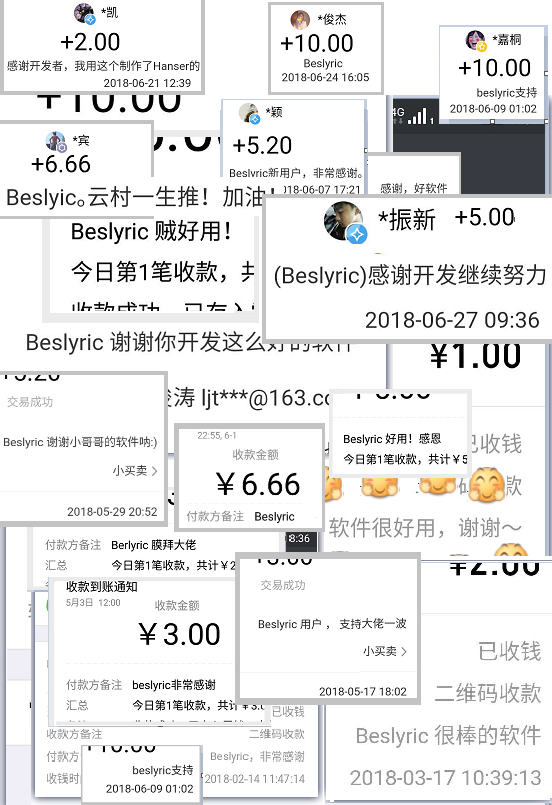 *凯
+2.00
感谢开发者，我用这个制作了Hanser的
2018-06-21 12:39
*俊杰
+10.00
Beslyric
2018-06-24 16:05
*嘉桐
+10.00
beslyric支持
2018-06-09 01:02
+10.00
4G
*宾
+6.66
*颖
+5.20
Beslyric新用户，非常感谢。
2018-06-07 17:21
感谢，好软件
Beslyic。云村一生推！加油！
*振新 +5.00
(Beslyric)感谢开发继续努力
2018-06-27 09:36
Beslyric 贼好用！
今日第1笔收款，共
收款成功，已存入
Beslyric 谢谢你开发这么好的软件
￥1.00
涛 ljt***@163.co
+5.20
交易成功
Beslyric 谢谢小哥哥的软件呐:)
小买卖
2018-05-29 20:52
22:55, 6-1
收款金额
￥6.66
付款方备注 Beslyric
Beslyric 好用！感恩
今日第1笔收款，共计￥5
已收钱
款
软件很好用，谢谢～
付款方备注 Berlyric 膜拜大佬
汇总 今日第1笔收款，共计￥2
8:36
收款到账通知
5月3日 12:00
收款金额
￥3.00
付款方备注 beslyric非常感谢
汇总 今日第1笔收款，共计￥3.0
交易成功
Beslyric 用户 ， 支持大佬一波
小买卖
2018-05-17 18:02
￥2.00
已收钱
二维码收款
Beslyric 很棒的软件
2018-03-17 10:39:13
已收钱
收款方备注 二维码收款
付款方 Beslyric，非常感谢
收钱时 2018-02-14 11:47:14
+10.00
beslyric支持
2018-06-09 01:02